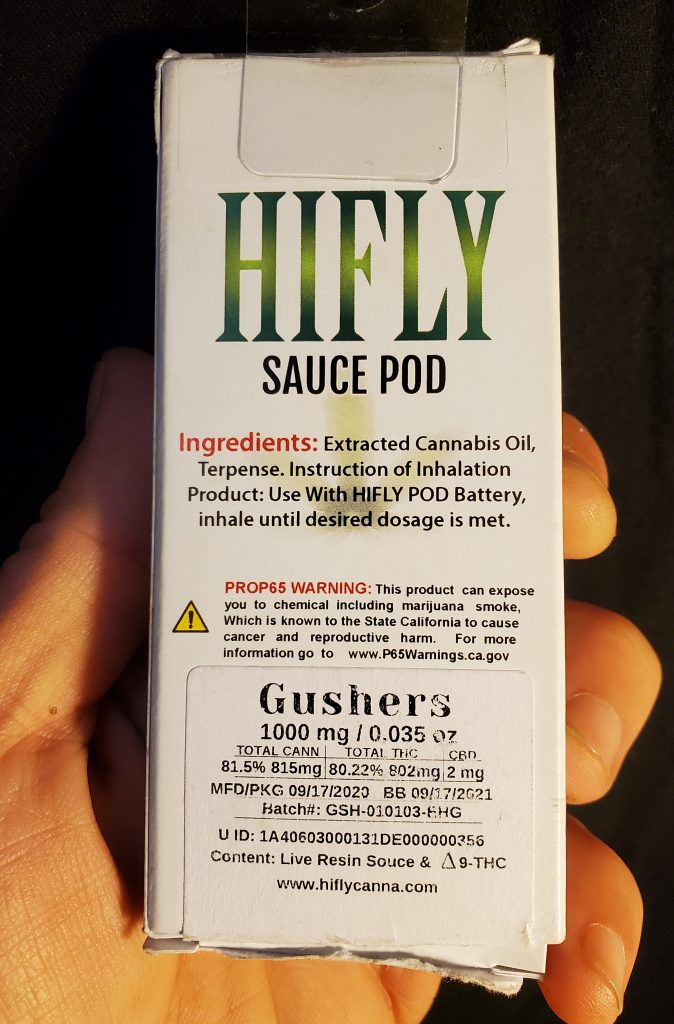 HIFLY
SAUCE POD
Ingredients: Extracted Cannabis Oil,
Terpense. Instruction of Inhalation
Product: Use With HIFLY POD Battery,
inhale until desired dosage is met.
PROP65 WARNING: This product can expose
you to chemical including marijuana smoke,
Which is known to the State California to cause
cancer and reproductive harm. For more
information go to www.P65Warnings.ca.gov
Gushers
1000 mg / 0.035 oz
TOTAL CANN TOTAL THC CBD
81.5% 815mg 80.22% 802mg 2 mg
MFD/PKG 09/17/2020 BB 09/17/2021
Batch#:
U ID: 1A40603000131DE000000356
Content: Live Resin Souce & Δ9-THC
www.hiflycanna.com